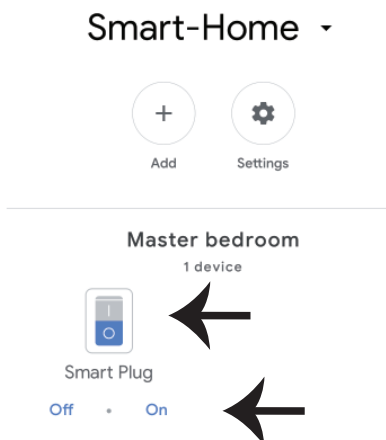 Smart-Home
Add Settings
Master bedroom
1 device
Smart Plug
Off • On